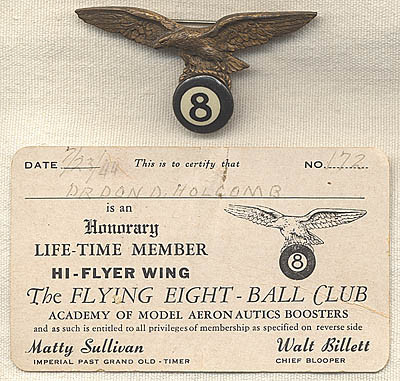 8
DATE 7/23/44 This is to certify that NO. 172
DR DON D. HOLCOMB
is an
Honorary
LIFE-TIME MEMBER
HI-FLYER WING
8
The FLYING EIGHT-BALL CLUB
ACADEMY OF MODEL AERONAUTICS BOOSTERS
and as such is entitled to all privileges of membership as specified on reverse side
Matty Sullivan Walt Billett
IMPERIAL PAST GRAND OLD-TIMER CHIEF BLOOPER